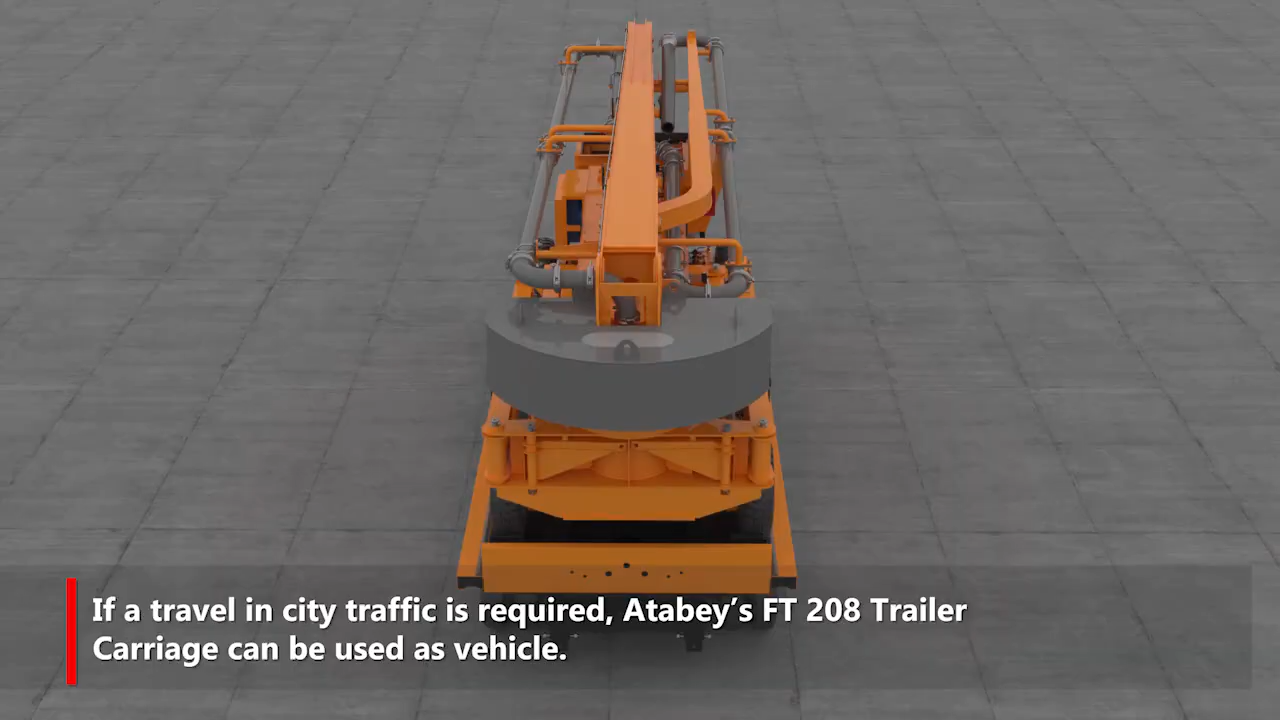 If a travel in city traffic is required, Atabey’s FT 208 Trailer
Carriage can be used as vehicle.